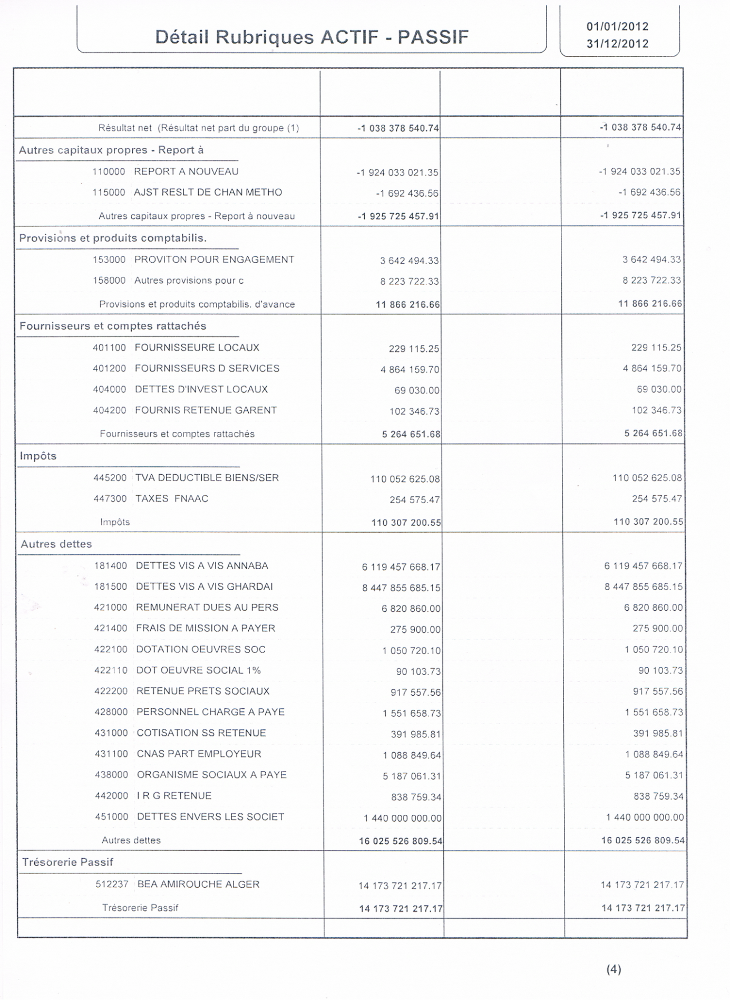 Détail Rubriques ACTIF - PASSIF
01/01/2012
31/12/2012
Résultat net (Résultat net part du groupe (1) -1 038 378 540.74 -1 038 378 540.74
Autres capitaux propres - Report à
110000 REPORT A NOUVEAU -1 924 033 021.35 -1 924 033 021.35
115000 AJST RESLT DE CHAN METHO -1 692 436.56 -1 692 436.56
Autres capitaux propres - Report à nouveau -1 925 725 457.91 -1 925 725 457.91
Provisions et produits comptabilis.
153000 PROVITON POUR ENGAGEMENT 3 642 494.33 3 642 494.33
158000 Autres provisions pour c 8 223 722.33 8 223 722.33
Provisions et produits comptabilis. d'avance 11 866 216.66 11 866 216.66
Fournisseurs et comptes rattachés
401100 FOURNISSEURE LOCAUX 229 115.25 229 115.25
401200 FOURNISSEURS D SERVICES 4 864 159.70 4 864 159.70
404000 DETTES D'INVEST LOCAUX 69 030.00 69 030.00
404200 FOURNIS RETENUE GARENT 102 346.73 102 346.73
Fournisseurs et comptes rattachés 5 264 651.68 5 264 651.68
Impôts
445200 TVA DEDUCTIBLE BIENS/SER 110 052 625.08 110 052 625.08
447300 TAXES FNAAC 254 575.47 254 575.47
Impôts 110 307 200.55 110 307 200.55
Autres dettes
181400 DETTES VIS A VIS ANNABA 6 119 457 668.17 6 119 457 668.17
181500 DETTES VIS A VIS GHARDAI 8 447 855 685.15 8 447 855 685.15
421000 REMUNERAT DUES AU PERS 6 820 860.00 6 820 860.00
421400 FRAIS DE MISSION A PAYER 275 900.00 275 900.00
422100 DOTATION OEUVRES SOC 1 050 720.10 1 050 720.10
422110 DOT OEUVRE SOCIAL 1% 90 103.73 90 103.73
422200 RETENUE PRETS SOCIAUX 917 557.56 917 557.56
428000 PERSONNEL CHARGE A PAYE 1 551 658.73 1 551 658.73
431000 COTISATION SS RETENUE 391 985.81 391 985.81
431100 CNAS PART EMPLOYEUR 1 088 849.64 1 088 849.64
438000 ORGANISME SOCIAUX A PAYE 5 187 061.31 5 187 061.31
442000 I R G RETENUE 838 759.34 838 759.34
451000 DETTES ENVERS LES SOCIET 1 440 000 000.00 1 440 000 000.00
Autres dettes 16 025 526 809.54 16 025 526 809.54
Trésorerie Passif
512237 BEA AMIROUCHE ALGER 14 173 721 217.17 14 173 721 217.17
Trésorerie Passif 14 173 721 217.17 14 173 721 217.17
(4)